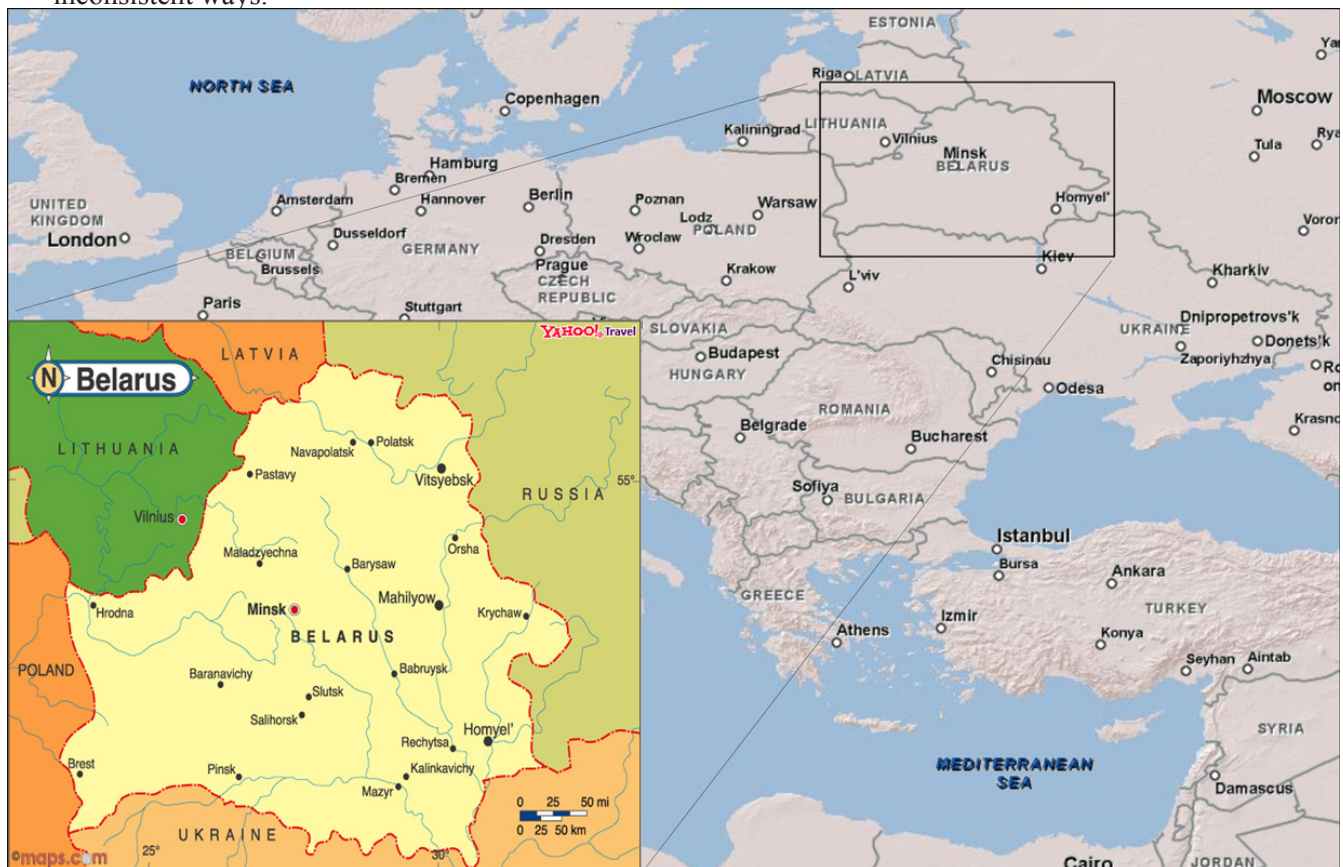 inconsistent ways.
ESTONIA
NORTH SEA
Riga
LATVIA
Copenhagen
Moscow
Kaliningrad
LITHUANIA
Vilnius
Tula
Rya
Minsk
BELARUS
Hamburg
Bremen
UNITED
KINGDOM
Amsterdam
Hannover
Berlin
Poznan
Warsaw
Homyel'
Lodz
POLAND
Voron
London
Dusseldorf
GERMANY
BELGIUM
Brussels
Dresden
Wroclaw
Prague
CZECH
REPUBLIC
Krakow
L'viv
Kiev
Kharkiv
Paris
Stuttgart
SLOVAKIA
Dnipropetrovs'k
UKRAINE
Donets'k
Zaporiyhzhya
Budapest
HUNGARY
Chisinau
Ro
on
Odesa
ROMANIA
Krasno
Belgrade
Bucharest
Sofiya
BULGARIA
Istanbul
Bursa
Ankara
GREECE
TURKEY
Izmir
Athens
Konya
Seyhan
Aintab
SYRIA
MEDITERRANEAN
SEA
Damascus
Cairo
JORDAN
YAHOO! Travel
LATVIA
N Belarus
LITHUANIA
Navapolatsk
Polatsk
Pastavy
Vitsyebsk
RUSSIA
55°
Vilnius
Orsha
Maladzyechna
Barysaw
Hrodna
Minsk
Mahilyow
Krychaw
BELARUS
POLAND
Baranavichy
Babruysk
Slutsk
Salihorsk
Homyel'
Rechytsa
Brest
Pinsk
Kalinkavichy
Mazyr
0 25 50 mi
0 25 50 km
UKRAINE
25°
30°
©maps.com